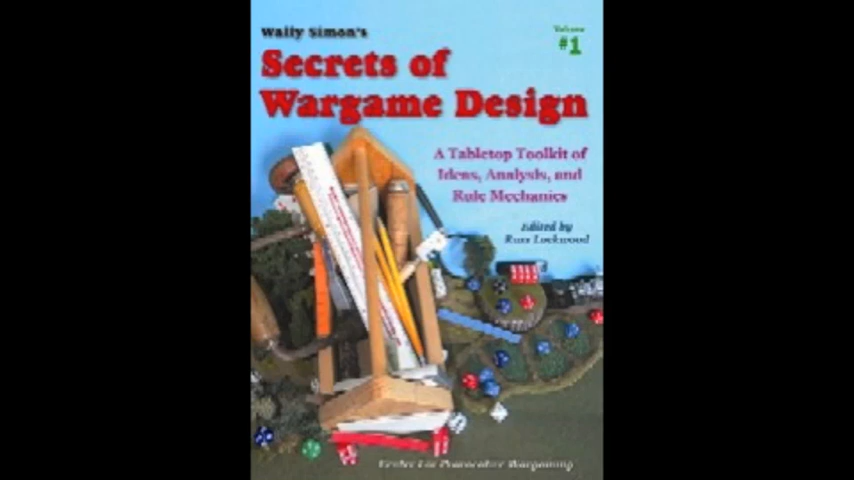 Wally Simon's
Volume
#1
Secrets of
Wargame Design
A Tabletop Toolkit of
Ideas, Analysis, and
Rule Mechanics
Edited by
Russ Lockwood
Wargaming